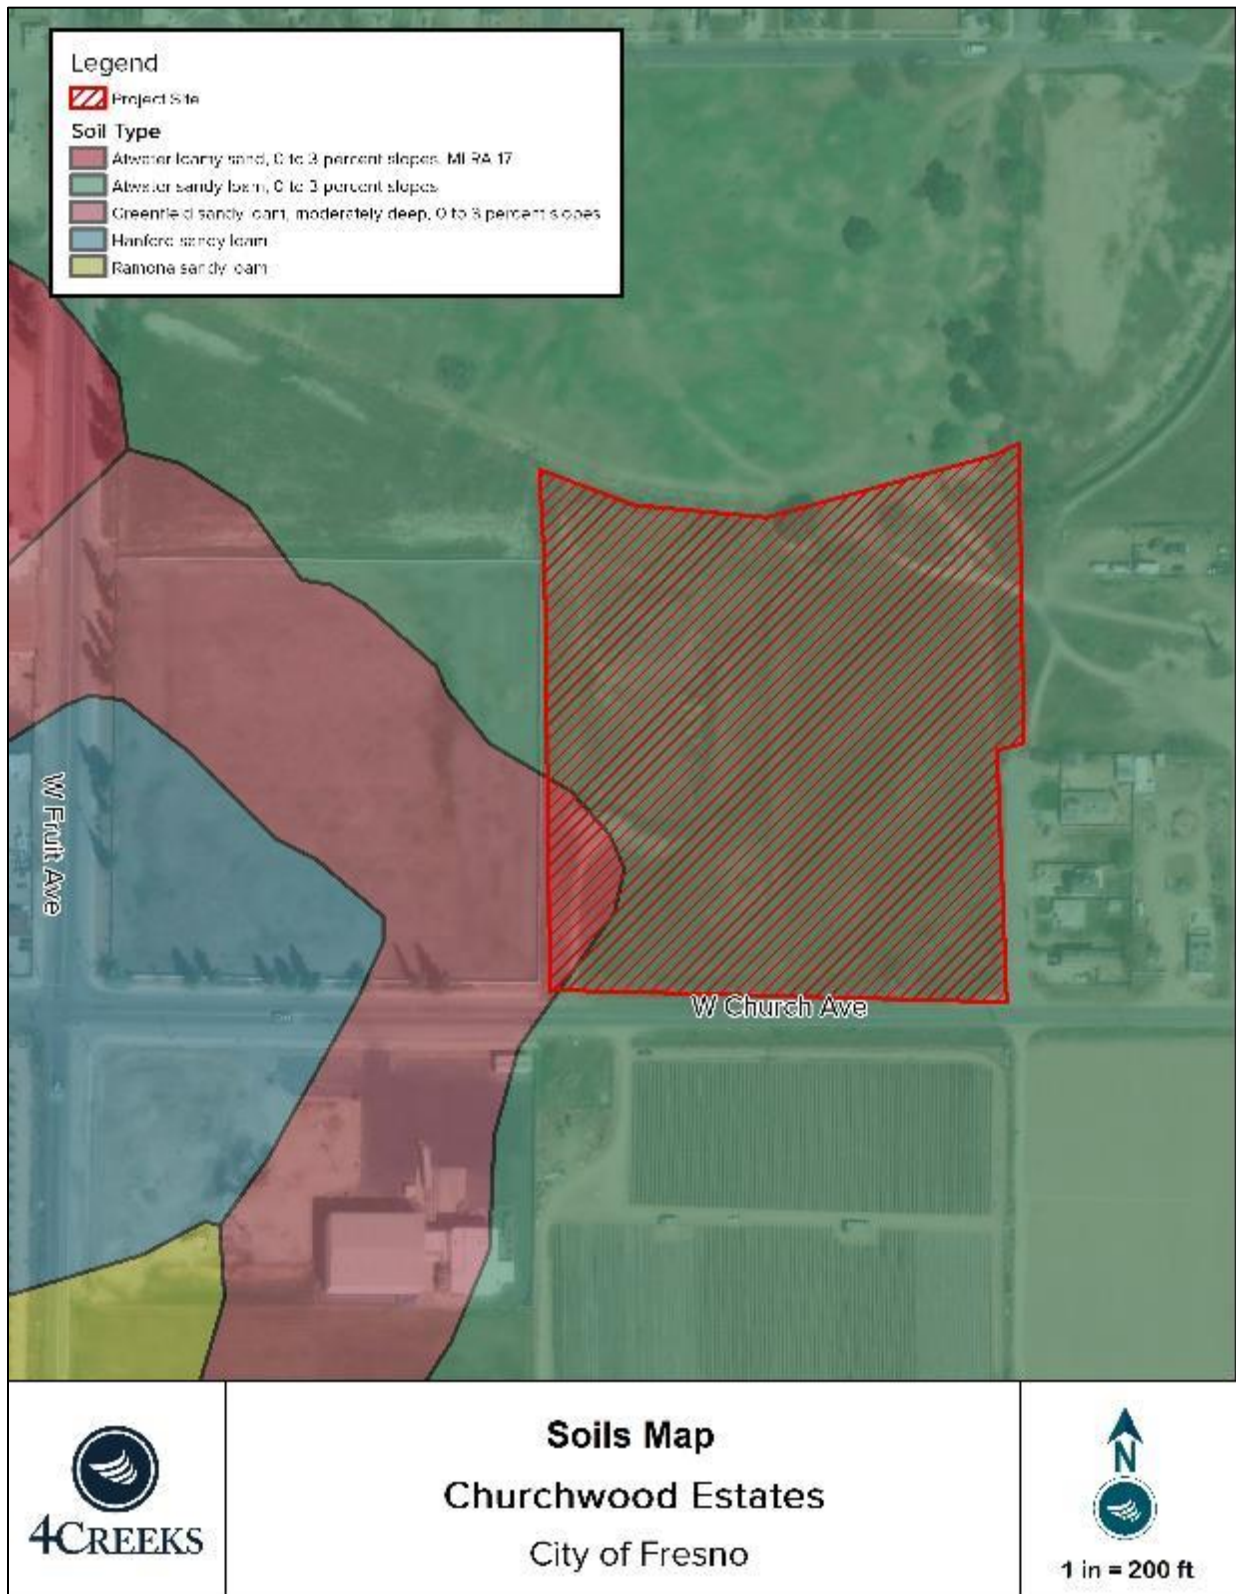 Legend
Project Site
Soil Type
Atwater loamy sand, 0 to 3 percent slopes, MLRA 17
Atwater sandy loam, 0 to 3 percent slopes
Greenfield sandy loam, moderately deep, 0 to 3 percent slopes
Hanford sandy loam
Ramona sandy loam
W Fruit Ave
W Church Ave
4CREEKS
Soils Map
Churchwood Estates
City of Fresno
N
1 in = 200 ft